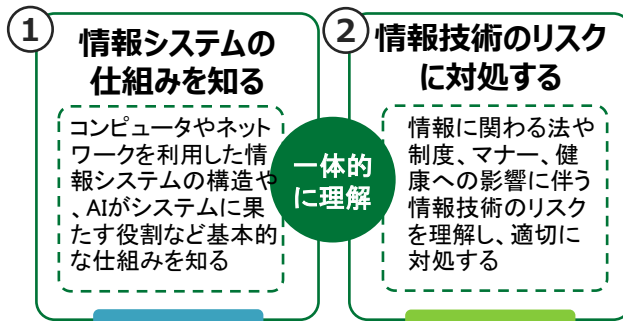 1
情報システムの
仕組みを知る
コンピュータやネット
ワークを利用した情
報システムの構造や
、AIがシステムに果
たす役割など基本的
な仕組みを知る
一体的
に理解
2
情報技術のリスク
に対処する
情報に関わる法や
制度、マナー、健
康への影響に伴う
情報技術のリスク
を理解し、適切に
対処する